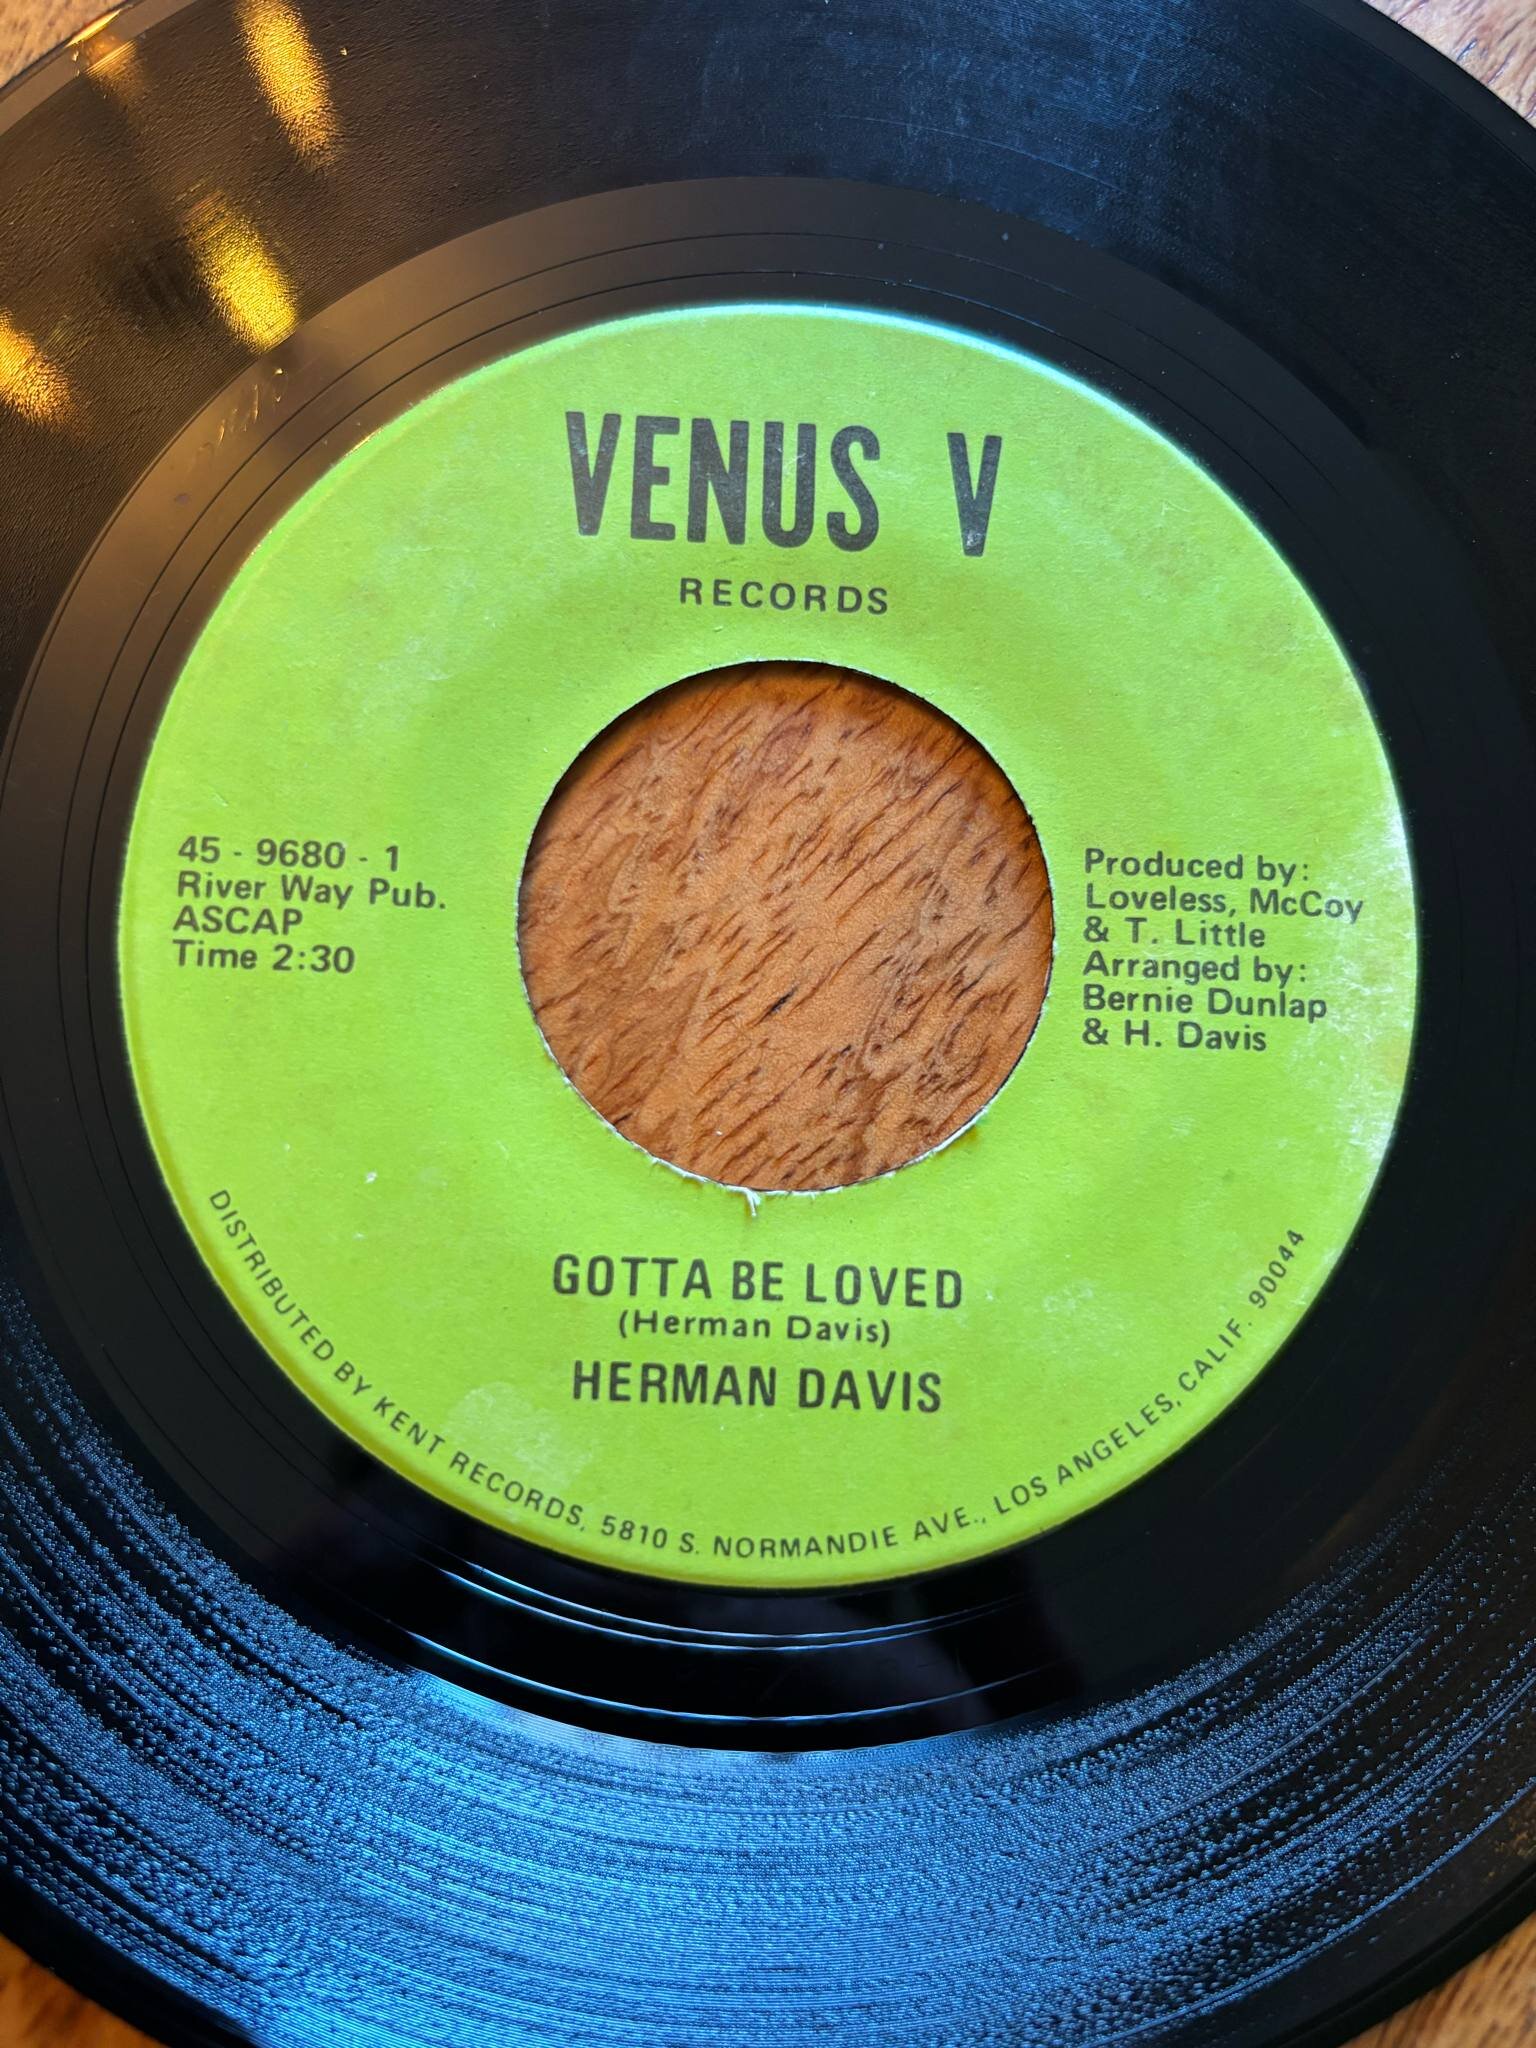 VENUS V
RECORDS
45 - 9680 - 1
River Way Pub.
ASCAP
Time 2:30
Produced by:
Loveless, McCoy
& T. Little
Arranged by:
Bernie Dunlap
& H. Davis
GOTTA BE LOVED
(Herman Davis)
HERMAN DAVIS
DISTRIBUTED BY KENT RECORDS, 5810 S. NORMANDIE AVE., LOS ANGELES, CALIF. 90044